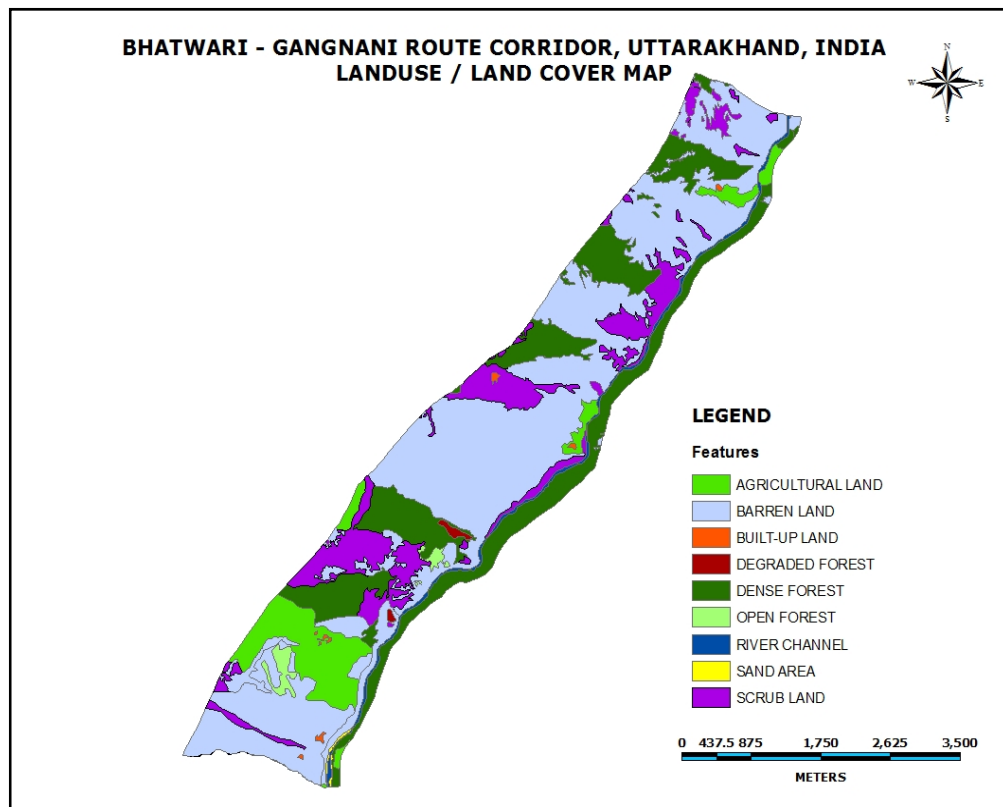 BHATWARI - GANGNANI ROUTE CORRIDOR, UTTARAKHAND, INDIA
LANDUSE / LAND COVER MAP
N
W E
S
LEGEND
Features
AGRICULTURAL LAND
BARREN LAND
BUILT-UP LAND
DEGRADED FOREST
DENSE FOREST
OPEN FOREST
RIVER CHANNEL
SAND AREA
SCRUB LAND
0 437.5 875 1,750 2,625 3,500
METERS